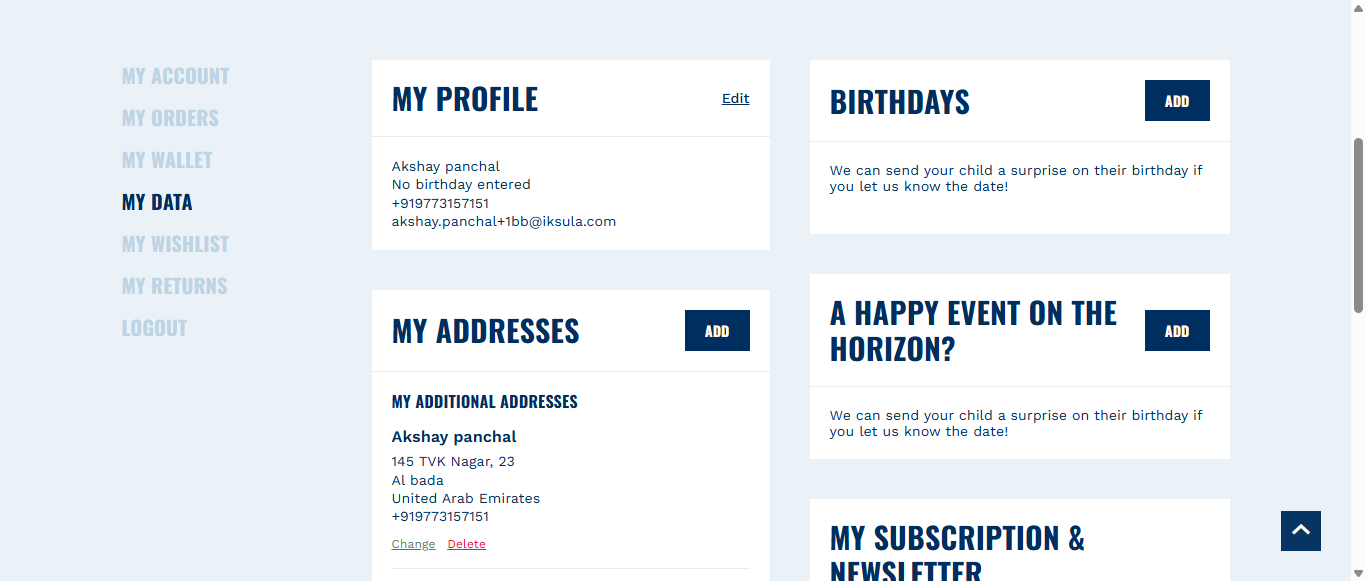 MY ACCOUNT
MY ORDERS
MY WALLET
MY DATA
MY WISHLIST
MY RETURNS
LOGOUT
MY PROFILE
Edit
Akshay panchal
No birthday entered
+919773157151
akshay.panchal+1bb@iksula.com
MY ADDRESSES
ADD
MY ADDITIONAL ADDRESSES
Akshay panchal
145 TVK Nagar, 23
Al bada
United Arab Emirates
+919773157151
Change Delete
BIRTHDAYS
ADD
We can send your child a surprise on their birthday if
you let us know the date!
A HAPPY EVENT ON THE
HORIZON?
ADD
We can send your child a surprise on their birthday if
you let us know the date!
MY SUBSCRIPTION &
NEWSLETTER